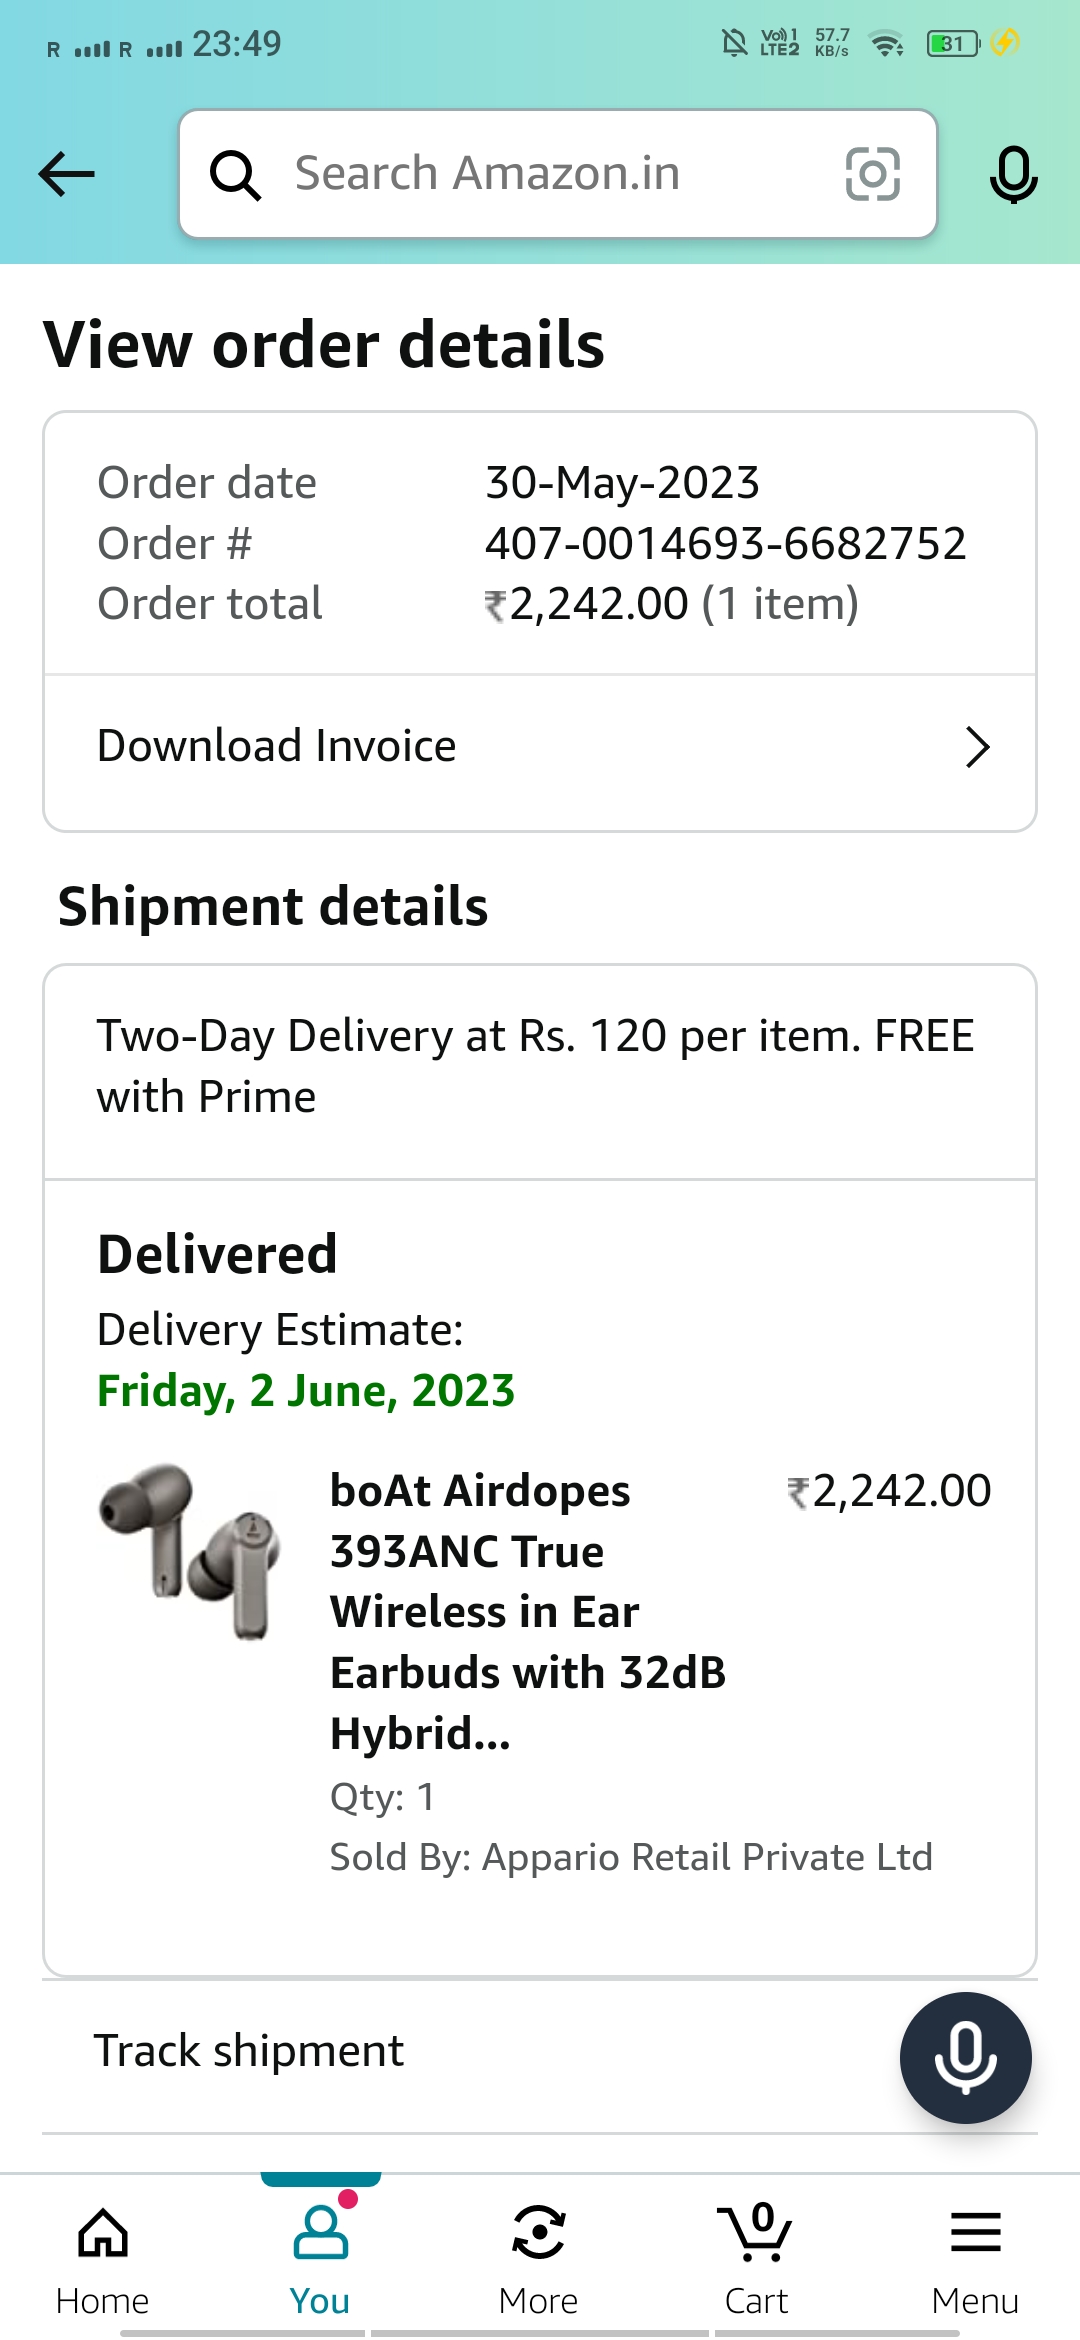 R R 23:49 Vo)) 1 LTE2 57.7 KB/s 31
Search Amazon.in
View order details
Order date 30-May-2023
Order # 407-0014693-6682752
Order total ₹2,242.00 (1 item)
Download Invoice
Shipment details
Two-Day Delivery at Rs. 120 per item. FREE
with Prime
Delivered
Delivery Estimate:
Friday, 2 June, 2023
boAt Airdopes ₹2,242.00
393ANC True
Wireless in Ear
Earbuds with 32dB
Hybrid...
Qty: 1
Sold By: Appario Retail Private Ltd
Track shipment
0
Home You More Cart Menu